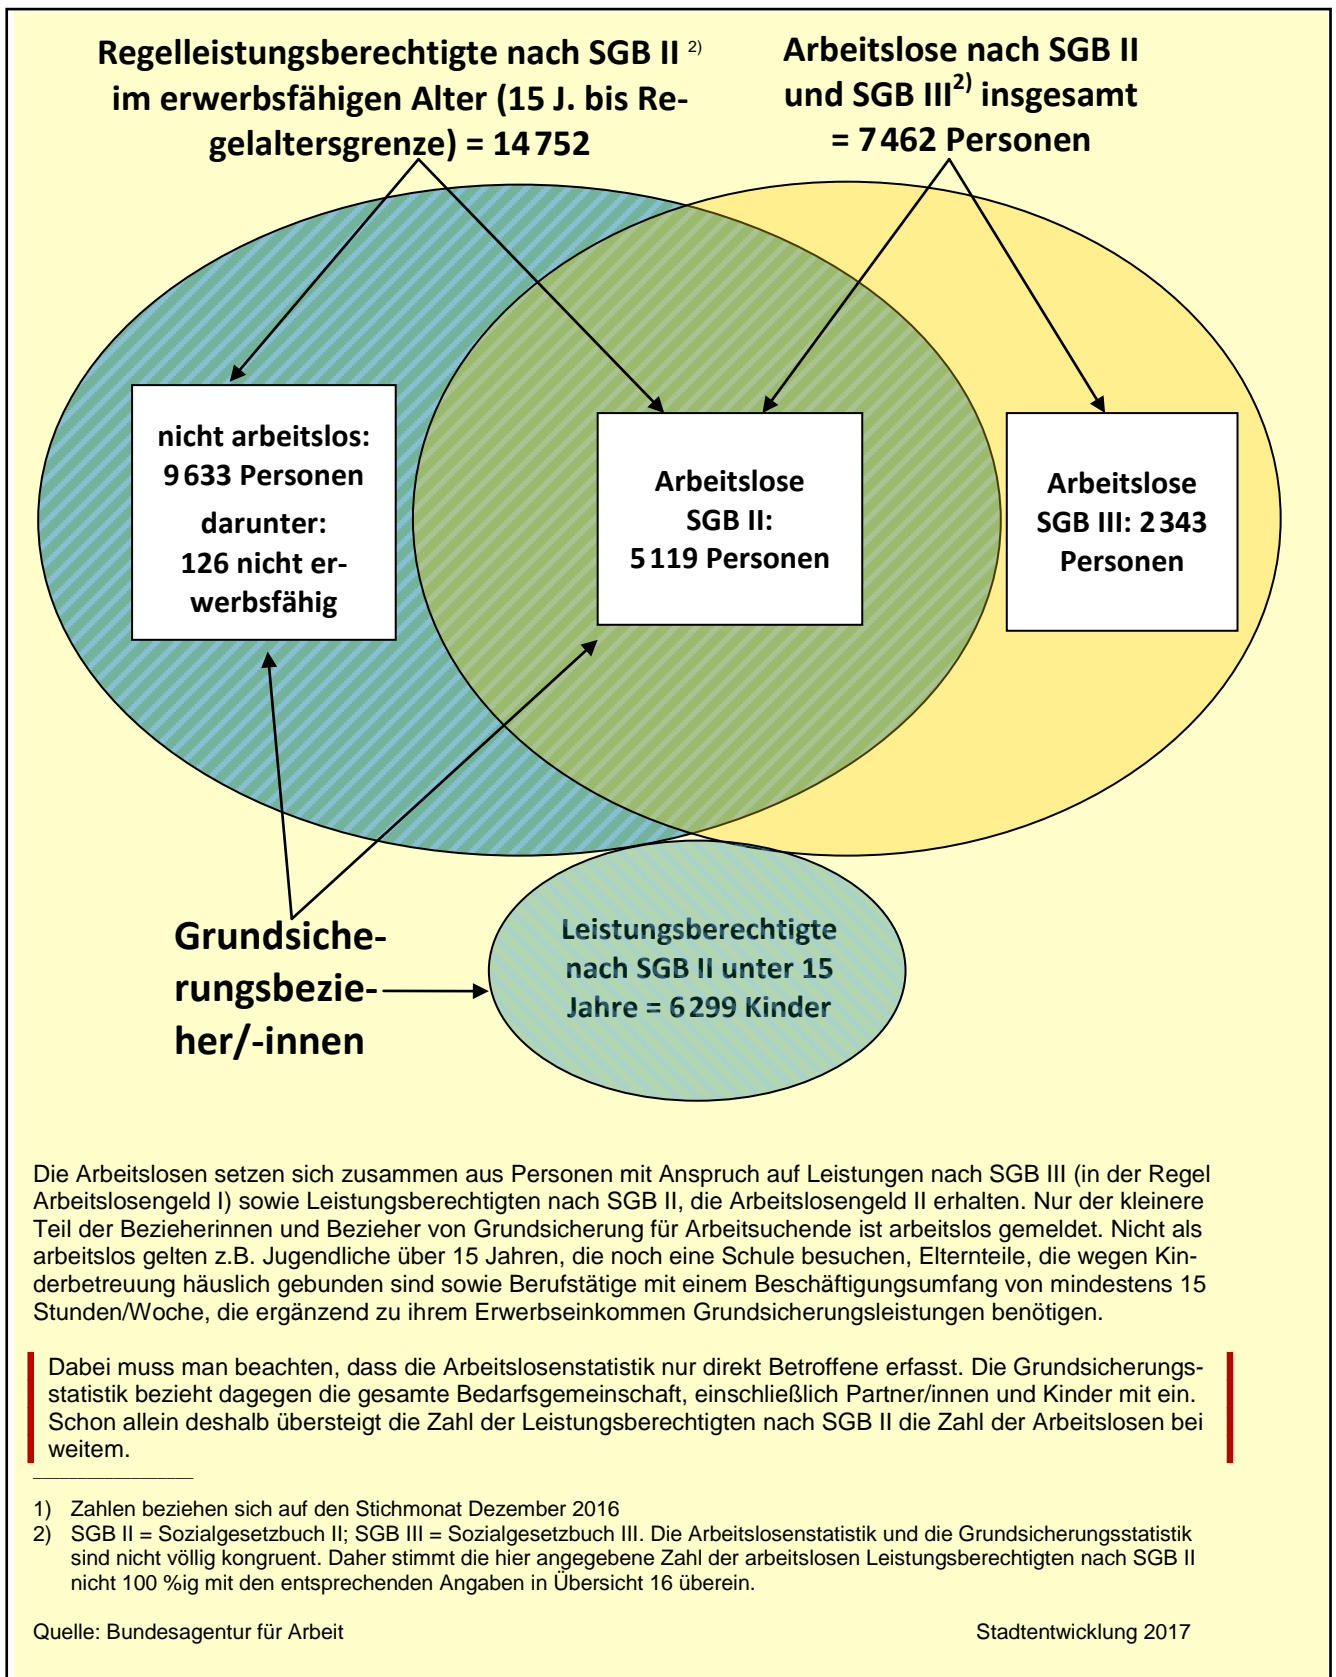 Regelleistungsberechtigte nach SGB II 2)
im erwerbsfähigen Alter (15 J. bis Re-
gelaltersgrenze) = 14 752
Arbeitslose nach SGB II
und SGB III2) insgesamt
= 7 462 Personen
nicht arbeitslos:
9 633 Personen
darunter:
126 nicht er-
werbsfähig
Arbeitslose
SGB II:
5 119 Personen
Arbeitslose
SGB III: 2 343
Personen
Grundsiche-
rungsbezie-
her/-innen
Leistungsberechtigte
nach SGB II unter 15
Jahre = 6 299 Kinder
Die Arbeitslosen setzen sich zusammen aus Personen mit Anspruch auf Leistungen nach SGB III (in der Regel
Arbeitslosengeld I) sowie Leistungsberechtigten nach SGB II, die Arbeitslosengeld II erhalten. Nur der kleinere
Teil der Bezieherinnen und Bezieher von Grundsicherung für Arbeitsuchende ist arbeitslos gemeldet. Nicht als
arbeitslos gelten z.B. Jugendliche über 15 Jahren, die noch eine Schule besuchen, Elternteile, die wegen Kin-
derbetreuung häuslich gebunden sind sowie Berufstätige mit einem Beschäftigungsumfang von mindestens 15
Stunden/Woche, die ergänzend zu ihrem Erwerbseinkommen Grundsicherungsleistungen benötigen.
Dabei muss man beachten, dass die Arbeitslosenstatistik nur direkt Betroffene erfasst. Die Grundsicherungs-
statistik bezieht dagegen die gesamte Bedarfsgemeinschaft, einschließlich Partner/innen und Kinder mit ein.
Schon allein deshalb übersteigt die Zahl der Leistungsberechtigten nach SGB II die Zahl der Arbeitslosen bei
weitem.
1) Zahlen beziehen sich auf den Stichmonat Dezember 2016
2) SGB II = Sozialgesetzbuch II; SGB III = Sozialgesetzbuch III. Die Arbeitslosenstatistik und die Grundsicherungsstatistik
sind nicht völlig kongruent. Daher stimmt die hier angegebene Zahl der arbeitslosen Leistungsberechtigten nach SGB II
nicht 100 %ig mit den entsprechenden Angaben in Übersicht 16 überein.
Quelle: Bundesagentur für Arbeit
Stadtentwicklung 2017